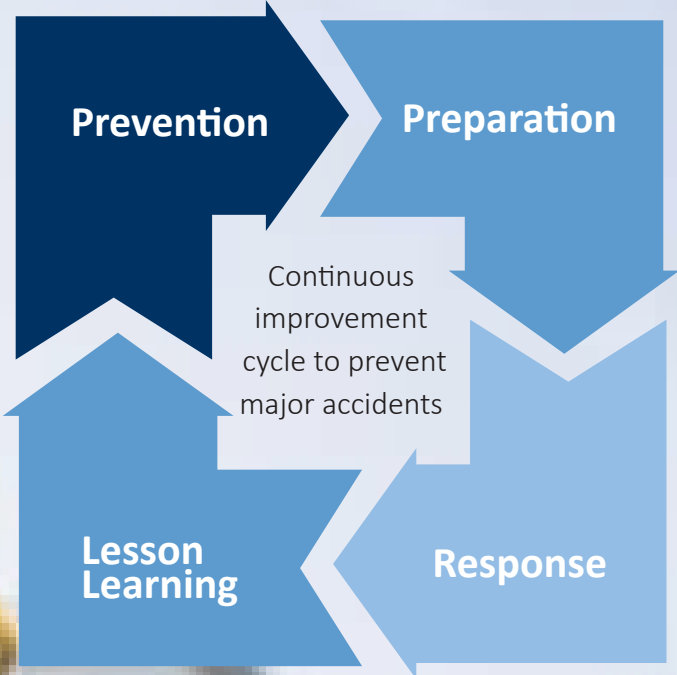 Prevention
Preparation
Continuous
improvement
cycle to prevent
major accidents
Lesson
Learning
Response